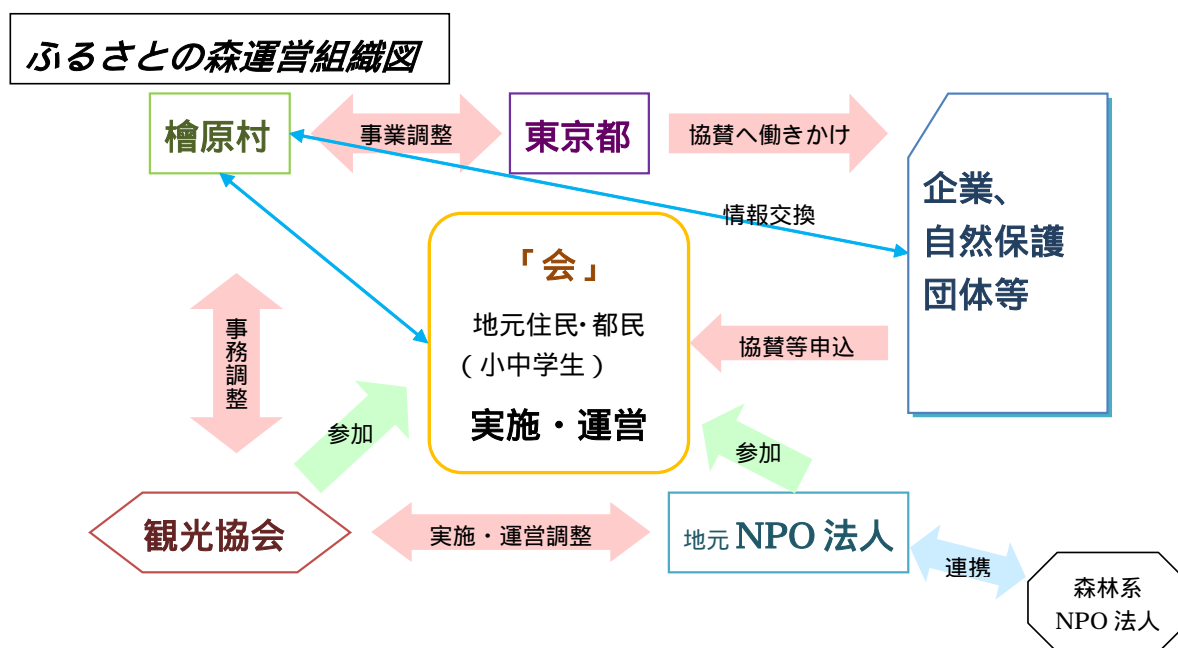 ふるさとの森運営組織図
檜原村
事業調整
東京都
協賛へ働きかけ
企業、
自然保護
団体等
情報交換
「会」
地元住民・都民
(小中学生)
実施・運営
協賛等申込
事務調整
参加
参加
観光協会
実施・運営調整
地元 NPO 法人
連携
森林系
NPO 法人